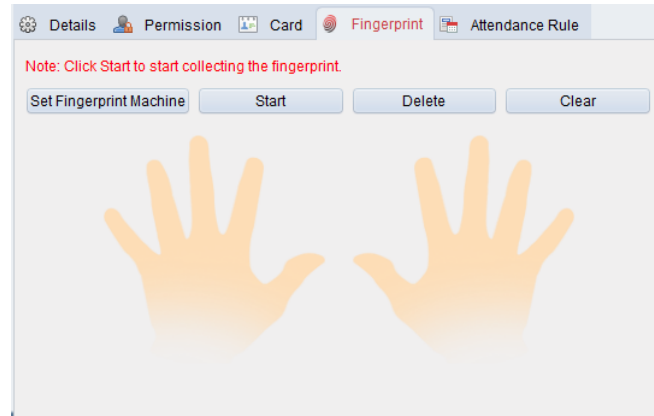 Details Permission Card Fingerprint Attendance Rule
Note: Click Start to start collecting the fingerprint.
Set Fingerprint Machine Start Delete Clear